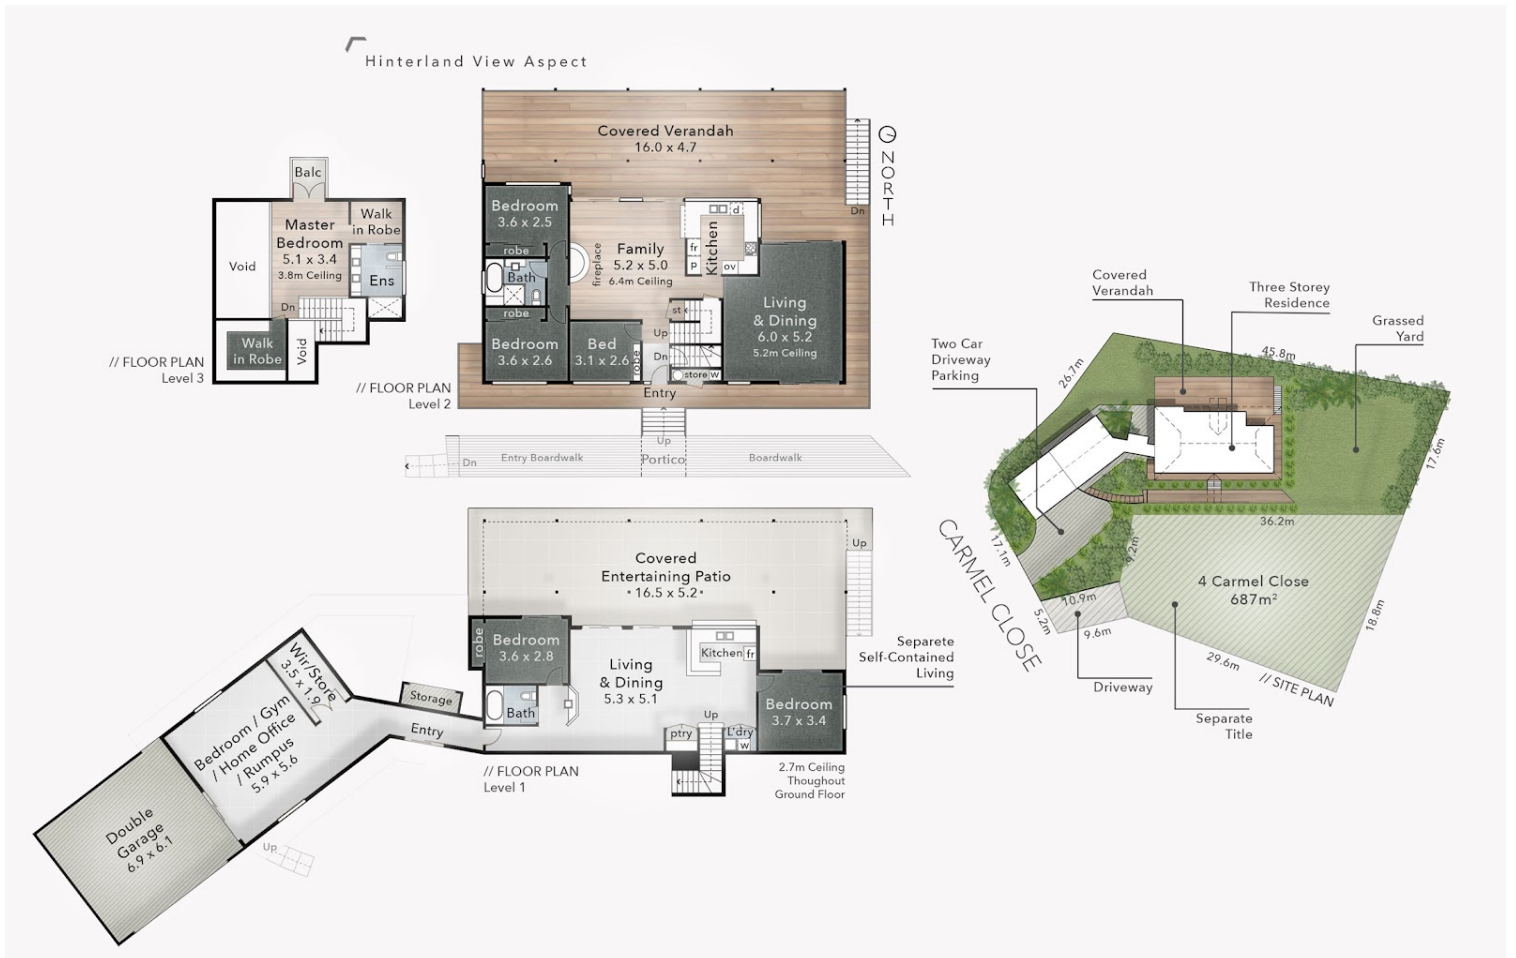 Hinterland View Aspect
Covered Verandah
16.0 x 4.7
NORTH
Dn
Bedroom
3.6 x 2.5
robe
Bath
robe
Bedroom
3.6 x 2.6
Bed
3.1 x 2.6
robe
fireplace
Family
5.2 x 5.0
6.4m Ceiling
Kitchen
d
fr
p
ov
Living
& Dining
6.0 x 5.2
5.2m Ceiling
st
Up
Dn
store
w
Entry
// FLOOR PLAN
Level 2
Up
Dn
Entry Boardwalk
Portico
Boardwalk
Balc
Walk
in Robe
Master
Bedroom
5.1 x 3.4
3.8m Ceiling
Void
Ens
Dn
Walk
in Robe
Void
// FLOOR PLAN
Level 3
Covered
Entertaining Patio
16.5 x 5.2
Up
robe
Bedroom
3.6 x 2.8
Kitchen
fr
Living
& Dining
5.3 x 5.1
Bath
Bedroom
3.7 x 3.4
Up
ptry
L'dry
w
Separete
Self-Contained
Living
// FLOOR PLAN
Level 1
2.7m Ceiling
Thoughout
Ground Floor
Storage
Entry
Wir/Store
3.5 x 1.9
Bedroom / Gym
/ Home Office
/ Rumpus
5.9 x 5.6
Double
Garage
6.9 x 6.1
Up
Covered
Verandah
Three Storey
Residence
Grassed
Yard
Two Car
Driveway
Parking
26.7m
45.8m
17.6m
36.2m
17.1m
9.2m
10.9m
5.2m
9.6m
29.6m
18.8m
4 Carmel Close
687m²
CARMEL CLOSE
Driveway
Separate
Title
// SITE PLAN